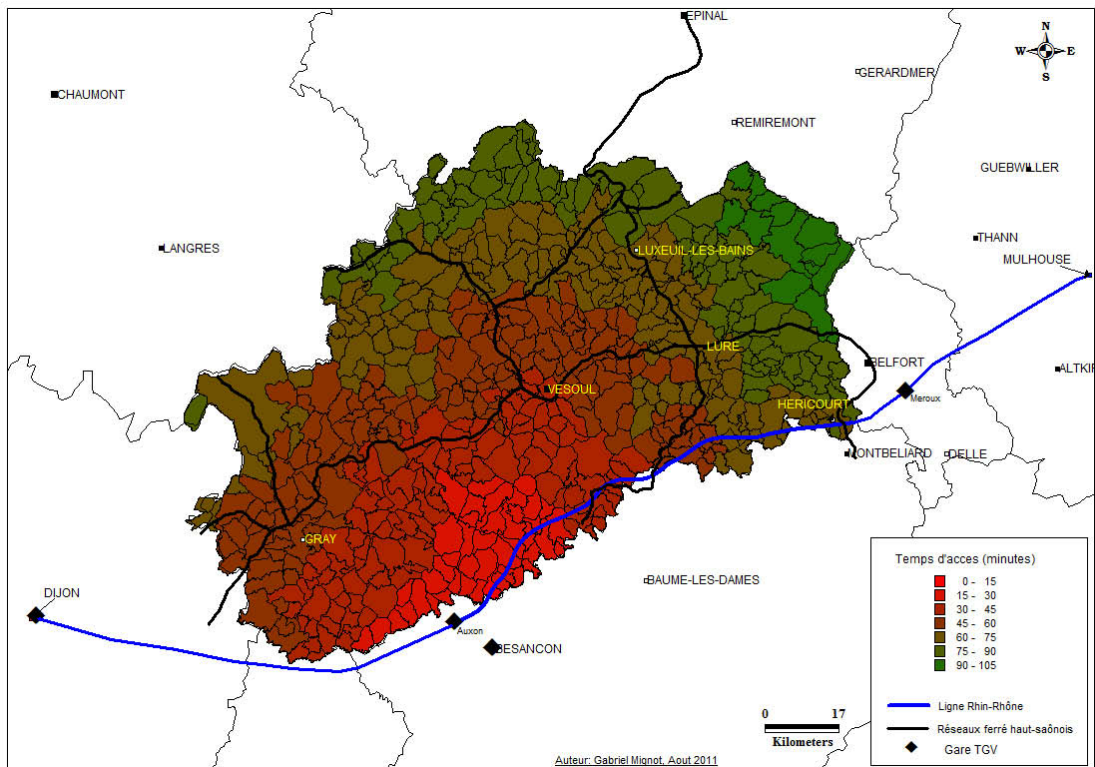 EPINAL
N
W
E
S
GERARDMER
CHAUMONT
REMIREMONT
GUEBWILLER
LANGRES
LUXEUIL-LES-BAINS
THANN
MULHOUSE
LURE
BELFORT
ALTKIR
VESOUL
Meroux
HERICOURT
MONTBELIARD
DELLE
GRAY
BAUME-LES-DAMES
DIJON
Auxon
BESANCON
Temps d'acces (minutes)
0 - 15
15 - 30
30 - 45
45 - 60
60 - 75
75 - 90
90 - 105
Ligne Rhin-Rhône
Réseaux ferré haut-saônois
Gare TGV
0 17
Kilometers
Auteur: Gabriel Mignot, Aout 2011